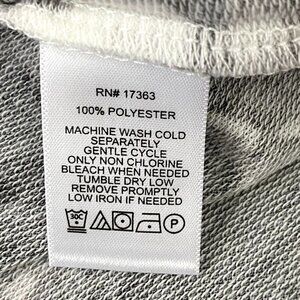 RN# 17363
100% POLYESTER
MACHINE WASH COLD
SEPARATELY
GENTLE CYCLE
ONLY NON CHLORINE
BLEACH WHEN NEEDED
TUMBLE DRY LOW
REMOVE PROMPTLY
LOW IRON IF NEEDED
30C P